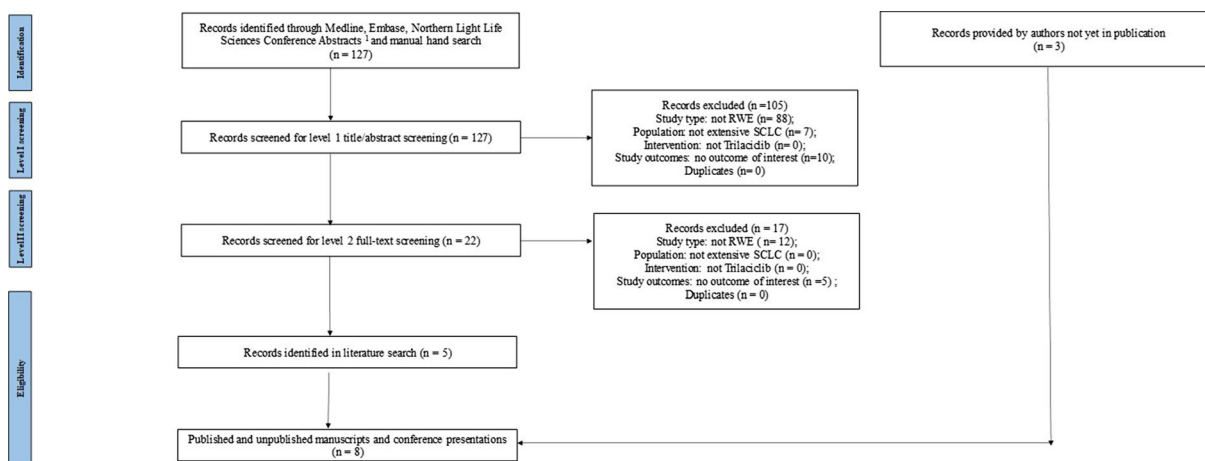 Identification
Records identified through Medline, Embase, Northern Light Life
Sciences Conference Abstracts 1 and manual hand search
(n = 127)
Records provided by authors not yet in publication
(n = 3)
Level I screening
Records screened for level 1 title/abstract screening (n = 127)
Records excluded (n =105)
Study type: not RWE (n= 88);
Population: not extensive SCLC (n= 7);
Intervention: not Trilaciclib (n= 0);
Study outcomes: no outcome of interest (n=10);
Duplicates (n= 0)
Level II screening
Records screened for level 2 full-text screening (n = 22)
Records excluded (n = 17)
Study type: not RWE ( n= 12);
Population: not extensive SCLC (n = 0);
Intervention: not Trilaciclib (n = 0);
Study outcomes: no outcome of interest (n =5) ;
Duplicates (n = 0)
Eligibility
Records identified in literature search (n = 5)
Published and unpublished manuscripts and conference presentations
(n = 8)